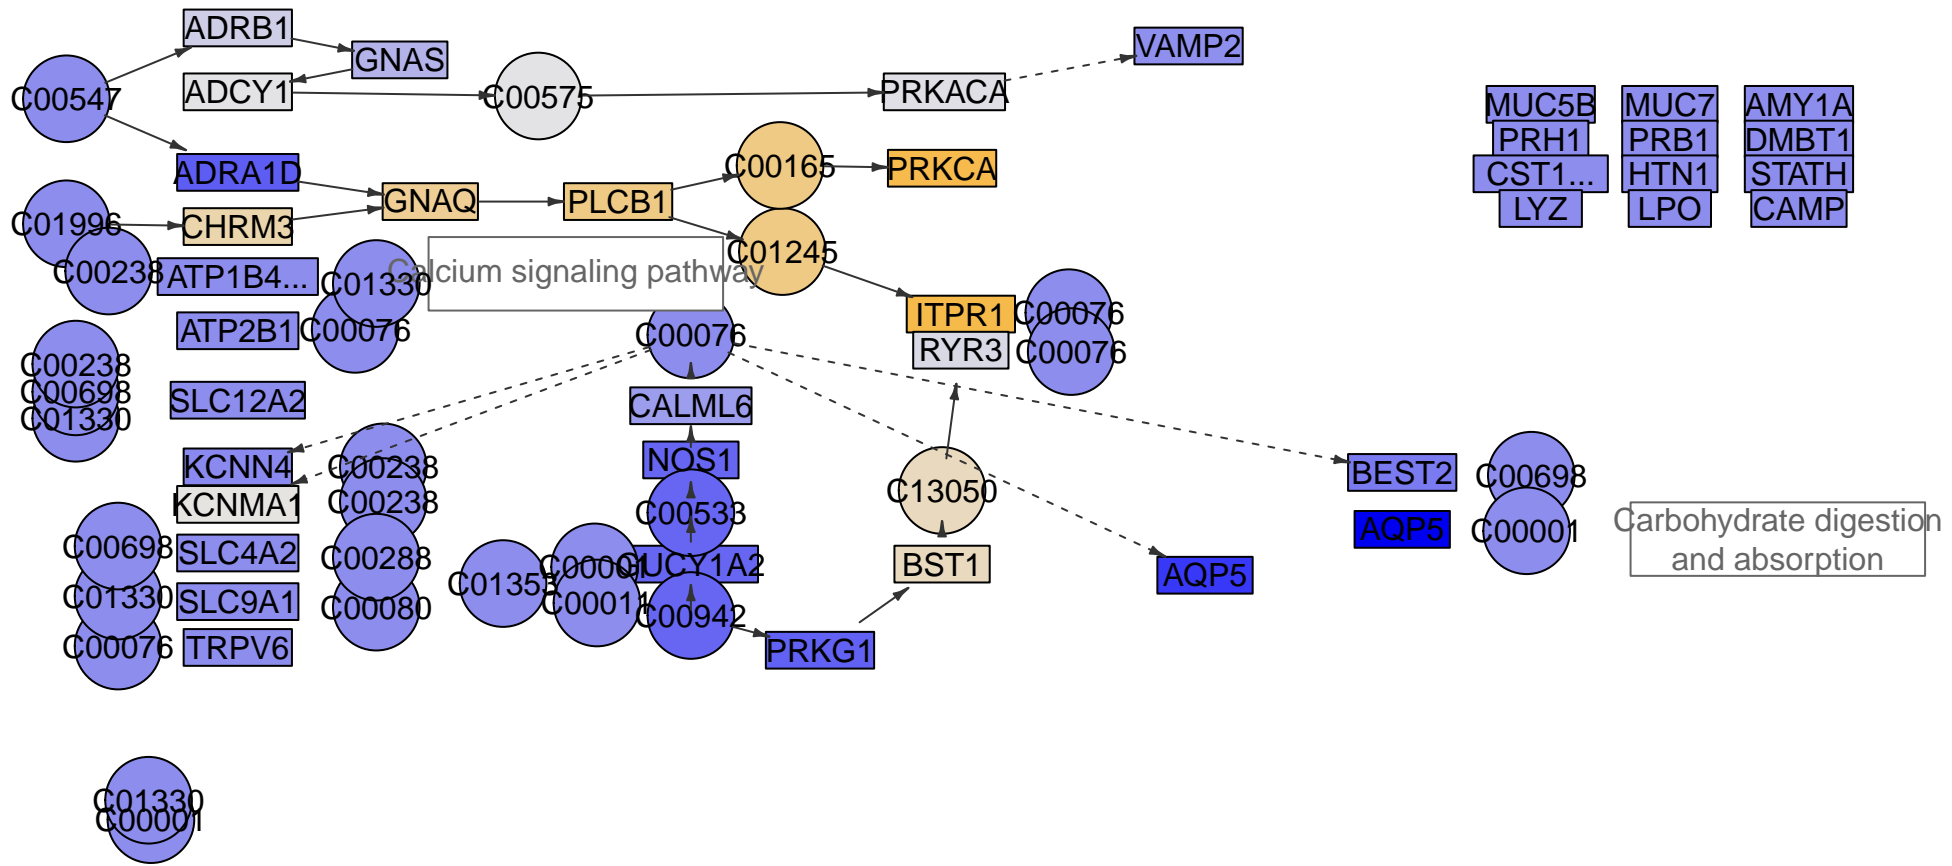 ADRB1
GNAS
VAMP2
C00547
ADCY1
C00575
PRKACA
MUC5B
MUC7
AMY1A
PRH1
PRB1
DMBT1
CST1...
HTN1
STATH
LYZ
LPO
CAMP
ADRA1D
C00165
PRKCA
GNAQ
PLCB1
C01996
CHRM3
C01245
C00238
ATP1B4...
C01330
Calcium signaling pathway
ATP2B1
C00076
C00076
ITPR1
C00076
RYR3
C00076
C00238
C00698
C01330
SLC12A2
CALML6
KCNN4
C00238
NOS1
BEST2
C00698
KCNMA1
C00238
C00533
C13050
AQP5
C00001
Carbohydrate digestion
and absorption
C00698
SLC4A2
C00288
C01353
C00001
GUCY1A2
BST1
AQP5
C01330
SLC9A1
C00080
C00011
C00942
C00076
TRPV6
PRKG1
C01330
C00001